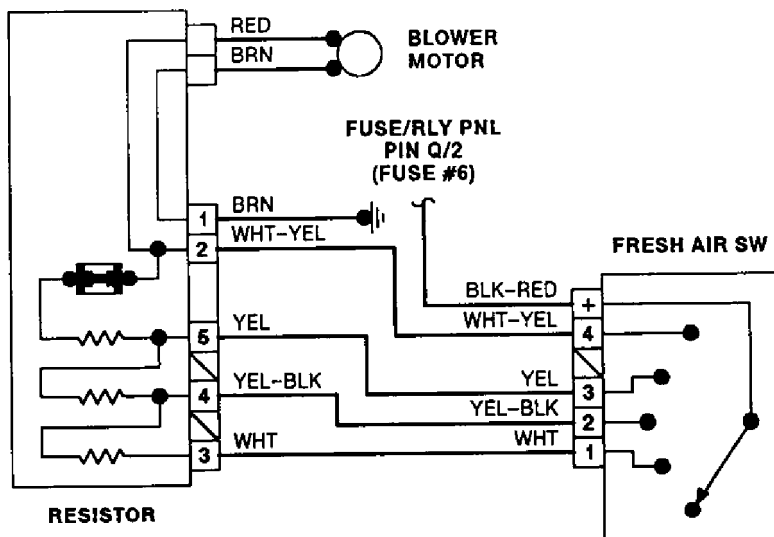 RED
BRN
BLOWER
MOTOR
FUSE/RLY PNL
PIN Q/2
(FUSE #6)
1
BRN
2
WHT-YEL
FRESH AIR SW
BLK-RED
+
WHT-YEL
4
5
YEL
YEL
3
4
YEL-BLK
YEL-BLK
2
3
WHT
WHT
1
RESISTOR